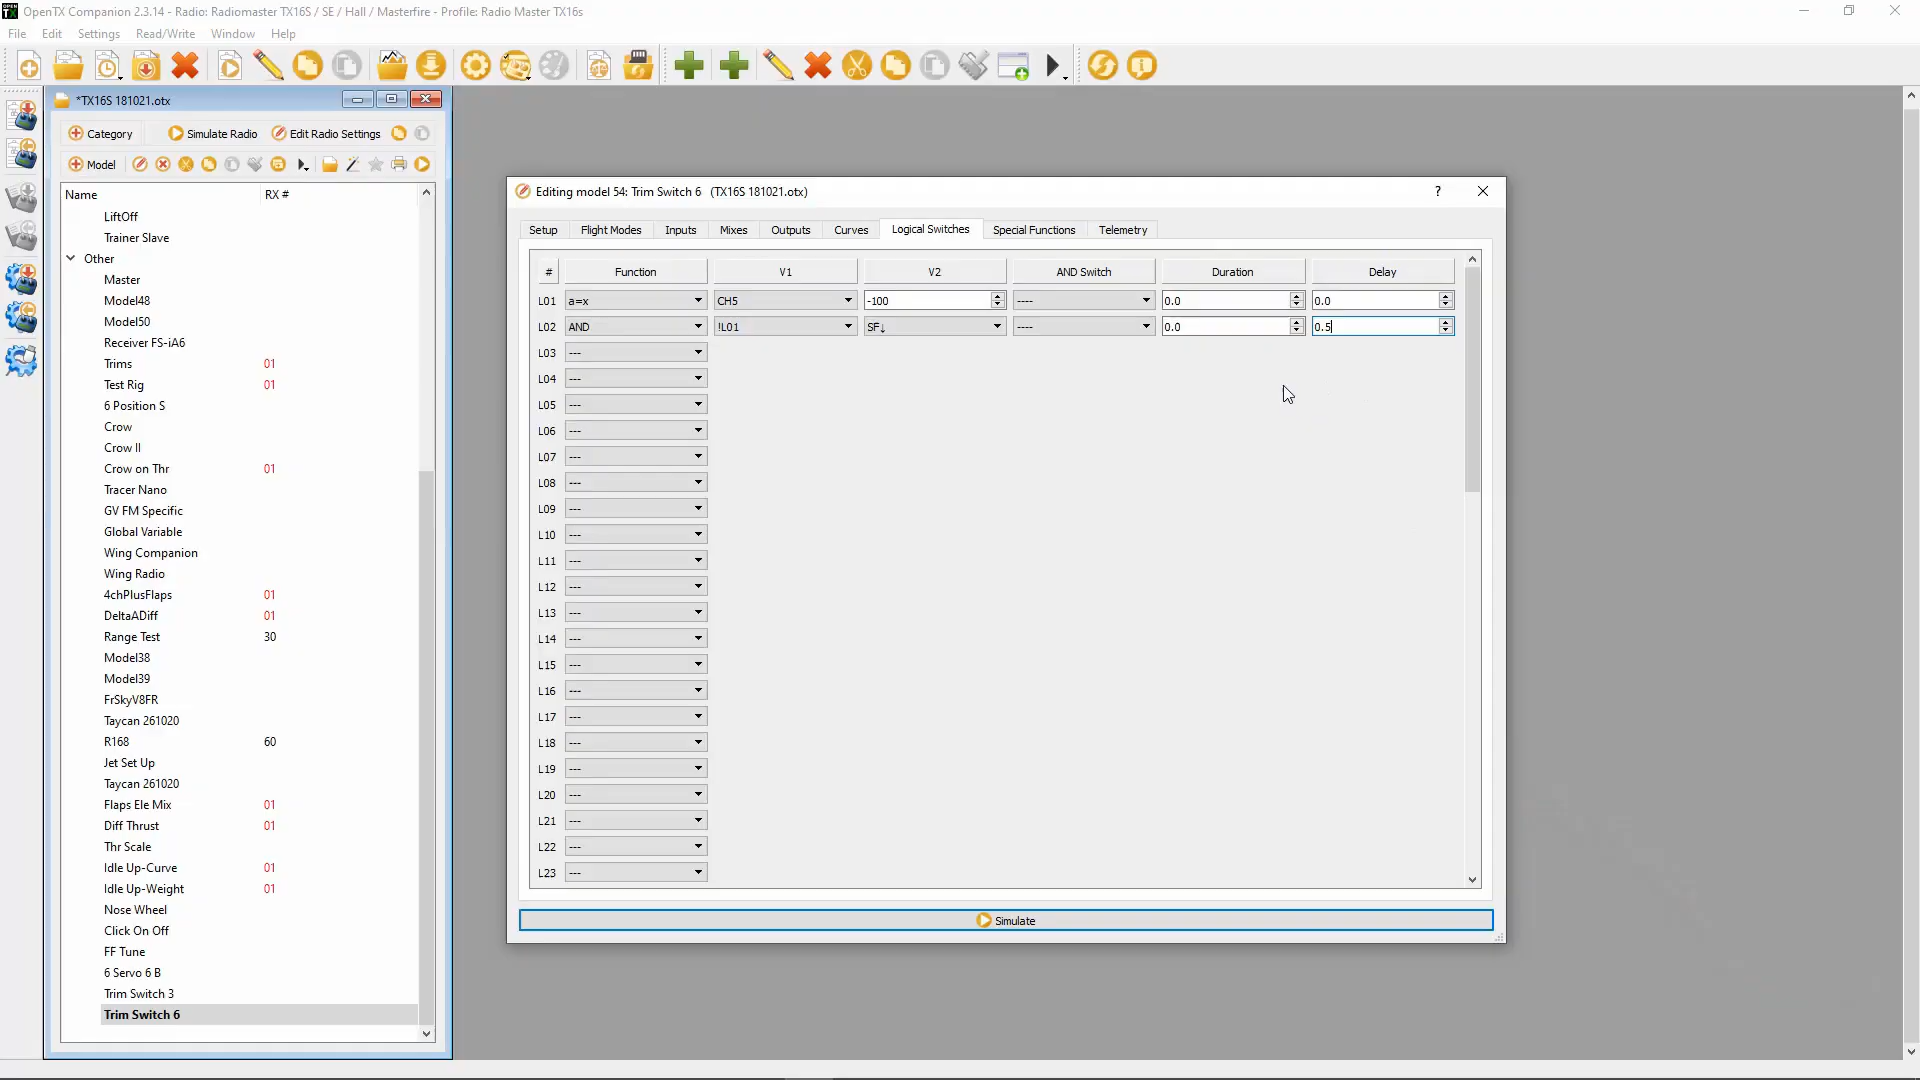 OpenTX Companion 2.3.14 - Radio: Radiomaster TX16S / SE / Hall / Masterfire - Profile: Radio Master TX16s
File Edit Settings Read/Write Window Help
*TX16S 181021.otx
Category Simulate Radio Edit Radio Settings
Model
Name RX #
LiftOff
Trainer Slave
Other
Master
Model48
Model50
Receiver FS-iA6
Trims 01
Test Rig 01
6 Position S
Crow
Crow II
Crow on Thr 01
Tracer Nano
GV FM Specific
Global Variable
Wing Companion
Wing Radio
4chPlusFlaps 01
DeltaADiff 01
Range Test 30
Model38
Model39
FrSkyV8FR
Taycan 261020
R168 60
Jet Set Up
Taycan 261020
Flaps Ele Mix 01
Diff Thrust 01
Thr Scale
Idle Up-Curve 01
Idle Up-Weight 01
Nose Wheel
Click On Off
FF Tune
6 Servo 6 B
Trim Switch 3
Trim Switch 6
Editing model 54: Trim Switch 6 (TX16S 181021.otx) ?
Setup Flight Modes Inputs Mixes Outputs Curves Logical Switches Special Functions Telemetry
# Function V1 V2 AND Switch Duration Delay
L01 a=x CH5 -100 ---- 0.0 0.0
L02 AND !L01 SF↓ ---- 0.0 0.5
L03 ---
L04 ---
L05 ---
L06 ---
L07 ---
L08 ---
L09 ---
L10 ---
L11 ---
L12 ---
L13 ---
L14 ---
L15 ---
L16 ---
L17 ---
L18 ---
L19 ---
L20 ---
L21 ---
L22 ---
L23 ---
Simulate